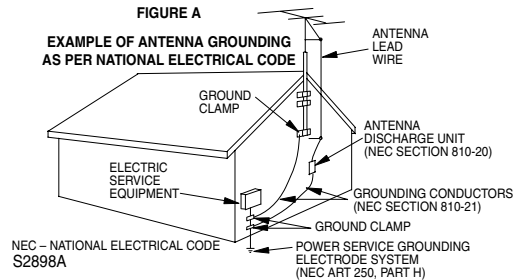 FIGURE A
EXAMPLE OF ANTENNA GROUNDING
AS PER NATIONAL ELECTRICAL CODE
ANTENNA
LEAD
WIRE
GROUND
CLAMP
ANTENNA
DISCHARGE UNIT
(NEC SECTION 810-20)
ELECTRIC
SERVICE
EQUIPMENT
GROUNDING CONDUCTORS
(NEC SECTION 810-21)
GROUND CLAMP
POWER SERVICE GROUNDING
ELECTRODE SYSTEM
(NEC ART 250, PART H)
NEC – NATIONAL ELECTRICAL CODE
S2898A